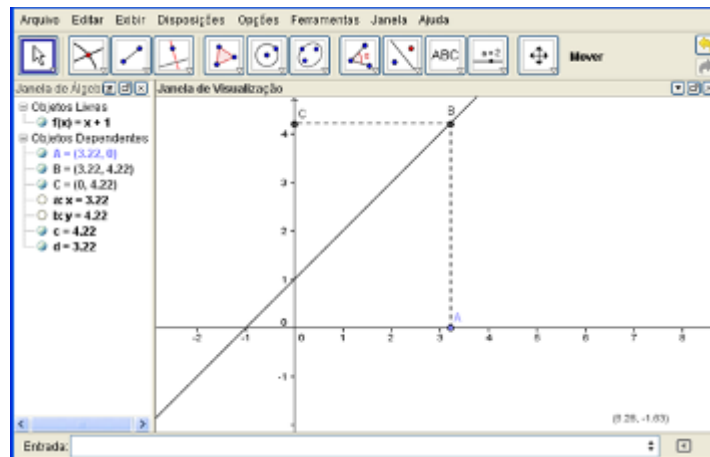 Arquivo Editar Exibir Disposições Opções Ferramentas Janela Ajuda
ABC a=2 Mover
Janela de Álgeb
Janela de Visualização
Objetos Livres
f(x) = x + 1
Objetos Dependentes
A = (3.22, 0)
B = (3.22, 4.22)
C = (0, 4.22)
a: x = 3.22
b: y = 4.22
c = 4.22
d = 3.22
C B
4
3
2
1
0 A
-2 -1 0 1 2 3 4 5 6 7 8
-1
Entrada: